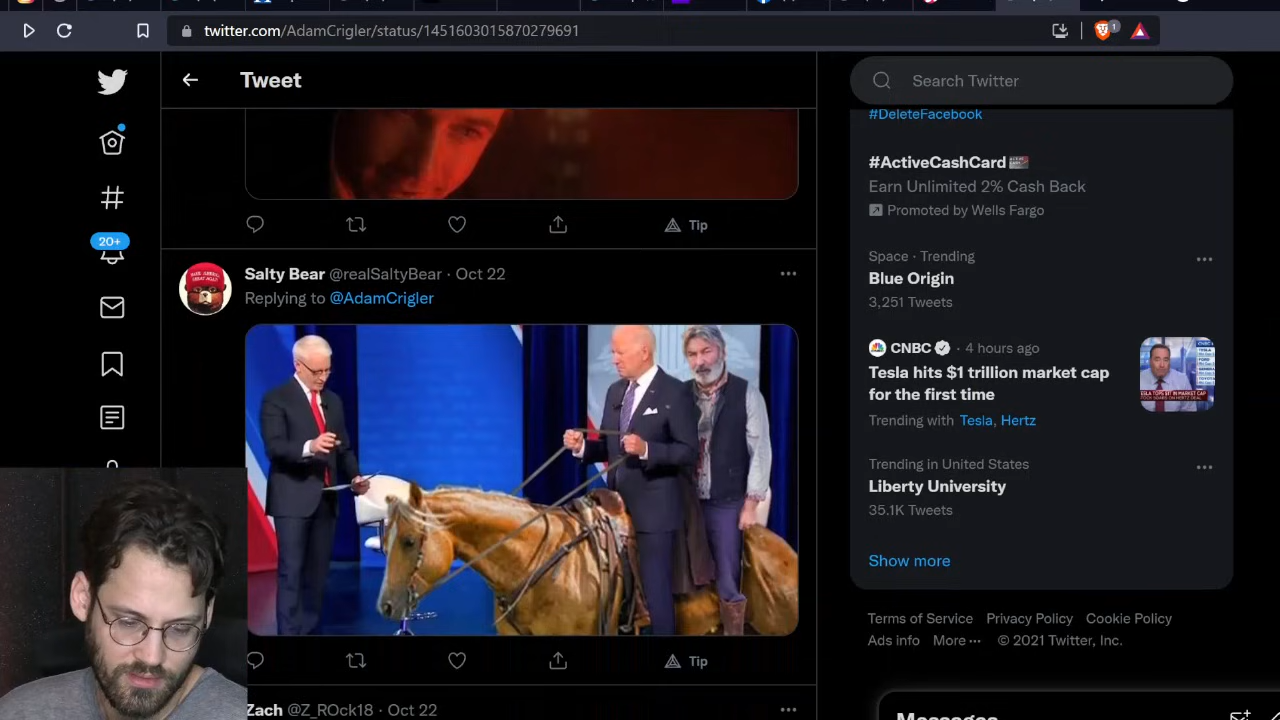 twitter.com/AdamCrigler/status/1451603015870279691
1
Tweet
Search Twitter
#DeleteFacebook
#ActiveCashCard
Earn Unlimited 2% Cash Back
Promoted by Wells Fargo
Tip
20+
Space · Trending
Blue Origin
3,251 Tweets
Salty Bear @realSaltyBear · Oct 22
Replying to @AdamCrigler
CNBC · 4 hours ago
Tesla hits $1 trillion market cap
for the first time
Trending with Tesla, Hertz
Trending in United States
Liberty University
35.1K Tweets
Show more
Terms of Service Privacy Policy Cookie Policy
Ads info More ··· © 2021 Twitter, Inc.
Tip
Zach @Z_ROck18 · Oct 22
Messages